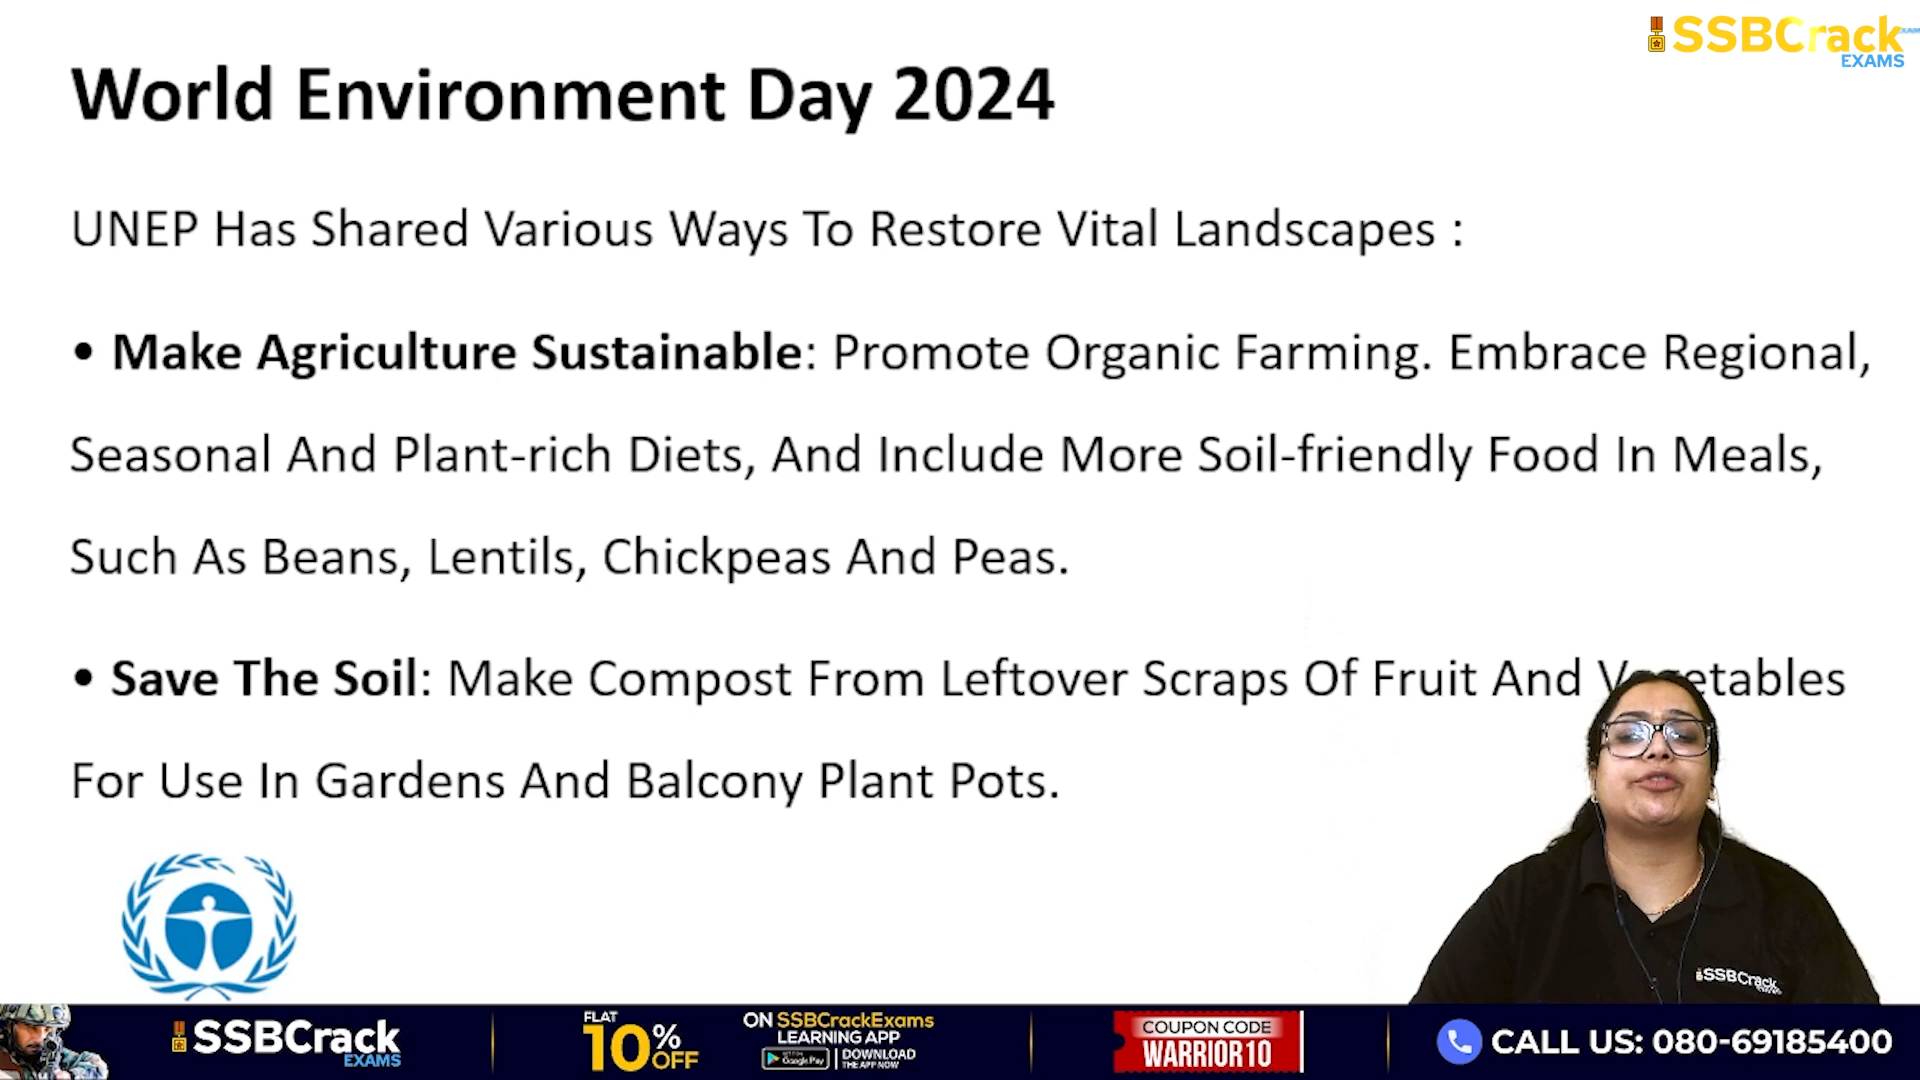 SSBCrack
EXAMS
World Environment Day 2024
UNEP Has Shared Various Ways To Restore Vital Landscapes :
• Make Agriculture Sustainable: Promote Organic Farming. Embrace Regional,
Seasonal And Plant-rich Diets, And Include More Soil-friendly Food In Meals,
Such As Beans, Lentils, Chickpeas And Peas.
• Save The Soil: Make Compost From Leftover Scraps Of Fruit And
For Use In Gardens And Balcony Plant Pots.
SSBCrack
SSBCrack
EXAMS
FLAT
10% OFF
ON SSBCrackExams
LEARNING APP
Google Play
DOWNLOAD
THE APP NOW
COUPON CODE
WARRIOR10
CALL US: 080-69185400